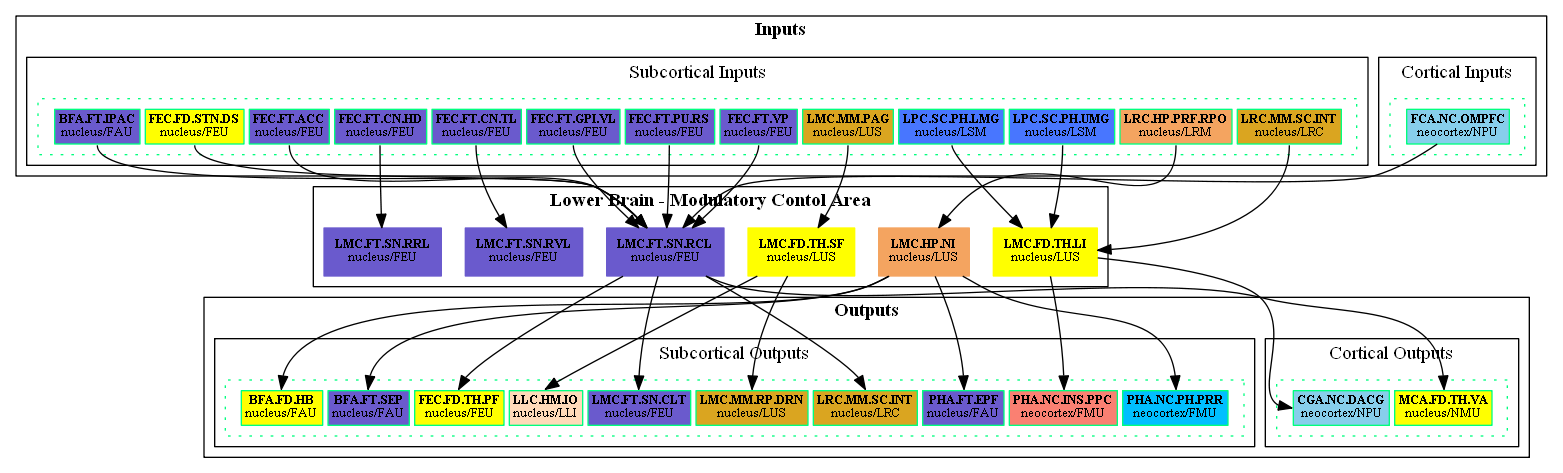 Inputs
Subcortical Inputs
Cortical Inputs
BFA.FT.IPAC
nucleus/FAU
FEC.FD.STN.DS
nucleus/FEU
FEC.FT.ACC
nucleus/FEU
FEC.FT.CN.HD
nucleus/FEU
FEC.FT.CN.TL
nucleus/FEU
FEC.FT.GPI.VL
nucleus/FEU
FEC.FT.PU.RS
nucleus/FEU
FEC.FT.VP
nucleus/FEU
LMC.MM.PAG
nucleus/LUS
LPC.SC.PH.LMG
nucleus/LSM
LPC.SC.PH.UMG
nucleus/LSM
LRC.HP.PRF.RPO
nucleus/LRM
LRC.MM.SC.INT
nucleus/LRC
FCA.NC.OMPFC
neocortex/NPU
Lower Brain - Modulatory Contol Area
LMC.FT.SN.RRL
nucleus/FEU
LMC.FT.SN.RVL
nucleus/FEU
LMC.FT.SN.RCL
nucleus/FEU
LMC.FD.TH.SF
nucleus/LUS
LMC.HP.NI
nucleus/LUS
LMC.FD.TH.LI
nucleus/LUS
Outputs
Subcortical Outputs
Cortical Outputs
BFA.FD.HB
nucleus/FAU
BFA.FT.SEP
nucleus/FAU
FEC.FD.TH.PF
nucleus/FEU
LLC.HM.IO
nucleus/LLI
LMC.FT.SN.CLT
nucleus/FEU
LMC.MM.RP.DRN
nucleus/LUS
LRC.MM.SC.INT
nucleus/LRC
PHA.FT.EPF
nucleus/FAU
PHA.NC.INS.PPC
neocortex/FMU
PHA.NC.PH.PRR
neocortex/FMU
CGA.NC.DACG
neocortex/NPU
MCA.FD.TH.VA
nucleus/NMU